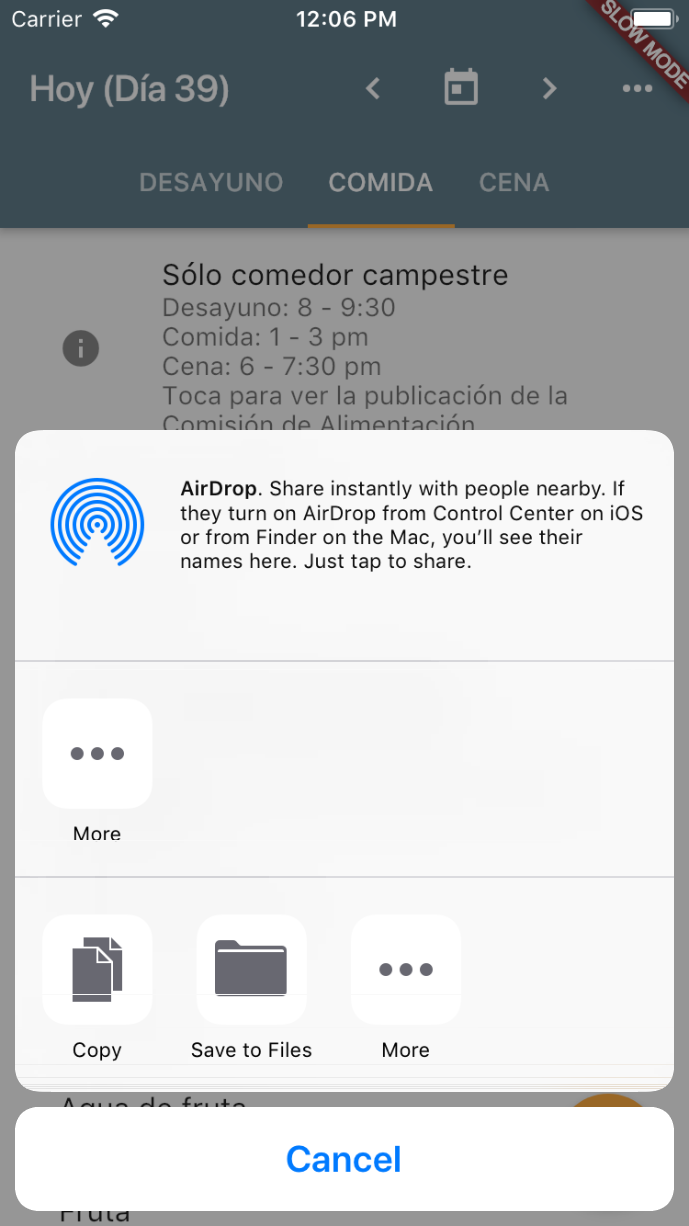 Carrier
12:06 PM
SLOW MODE
Hoy (Día 39)
DESAYUNO
COMIDA
CENA
Sólo comedor campestre
Desayuno: 8 - 9:30
Comida: 1 - 3 pm
Cena: 6 - 7:30 pm
Toca para ver la publicación de la
Comisión de Alimentación
AirDrop. Share instantly with people nearby. If
they turn on AirDrop from Control Center on iOS
or from Finder on the Mac, you’ll see their
names here. Just tap to share.
More
Copy
Save to Files
More
Agua de fruta
Cancel
Fruta